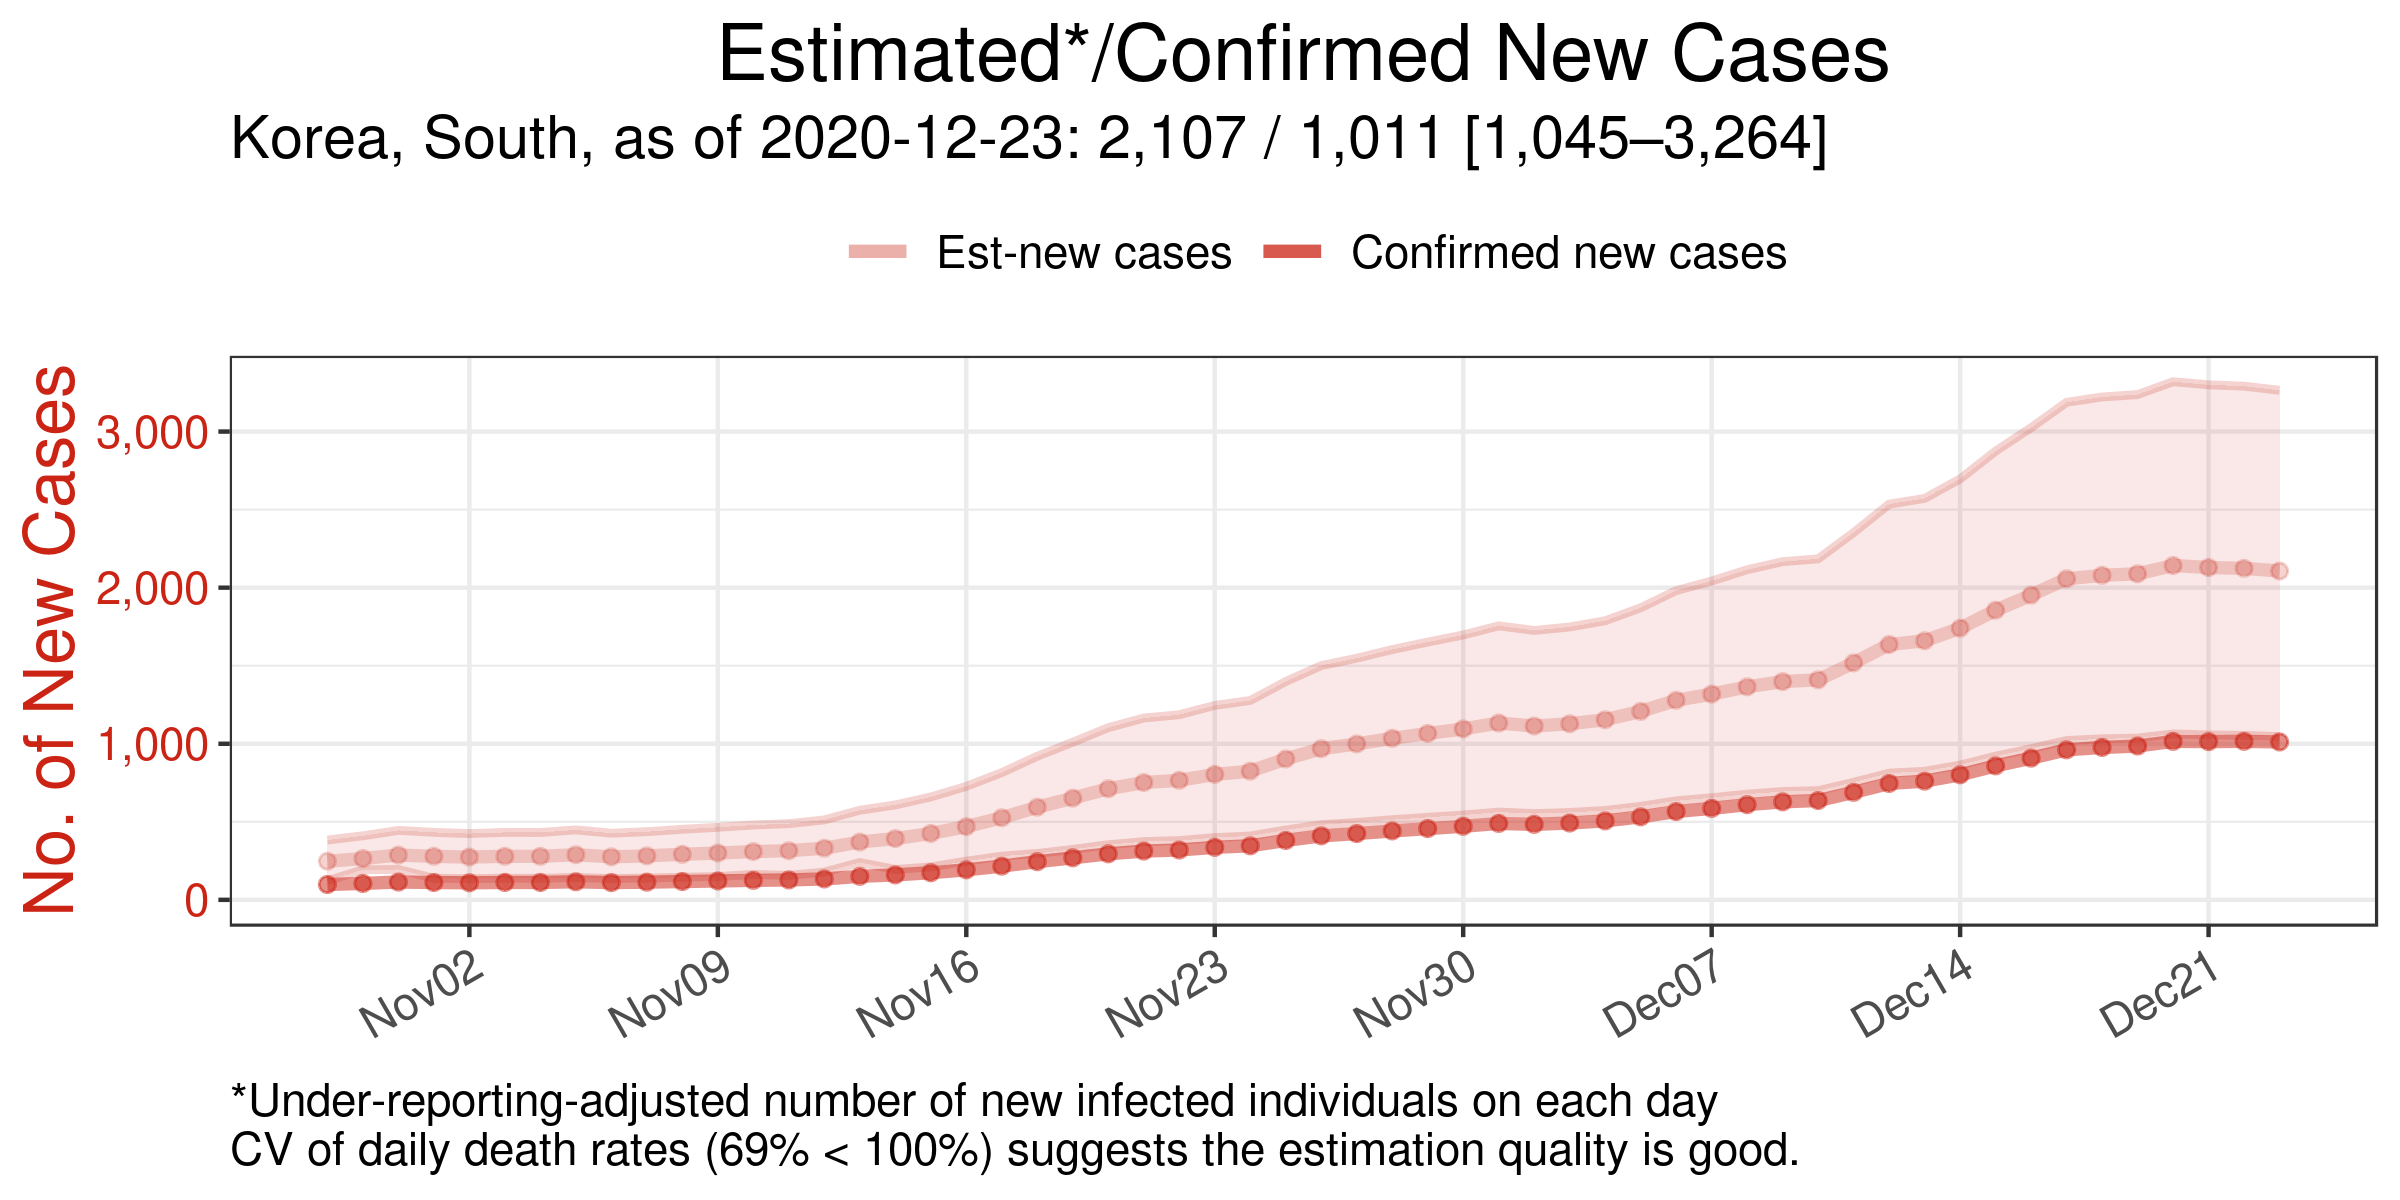 Estimated*/Confirmed New Cases
Korea, South, as of 2020-12-23: 2,107 / 1,011 [1,045–3,264]
Est-new cases
Confirmed new cases
No. of New Cases
3,000
2,000
1,000
0
Nov02
Nov09
Nov16
Nov23
Nov30
Dec07
Dec14
Dec21
*Under-reporting-adjusted number of new infected individuals on each day
CV of daily death rates (69% < 100%) suggests the estimation quality is good.